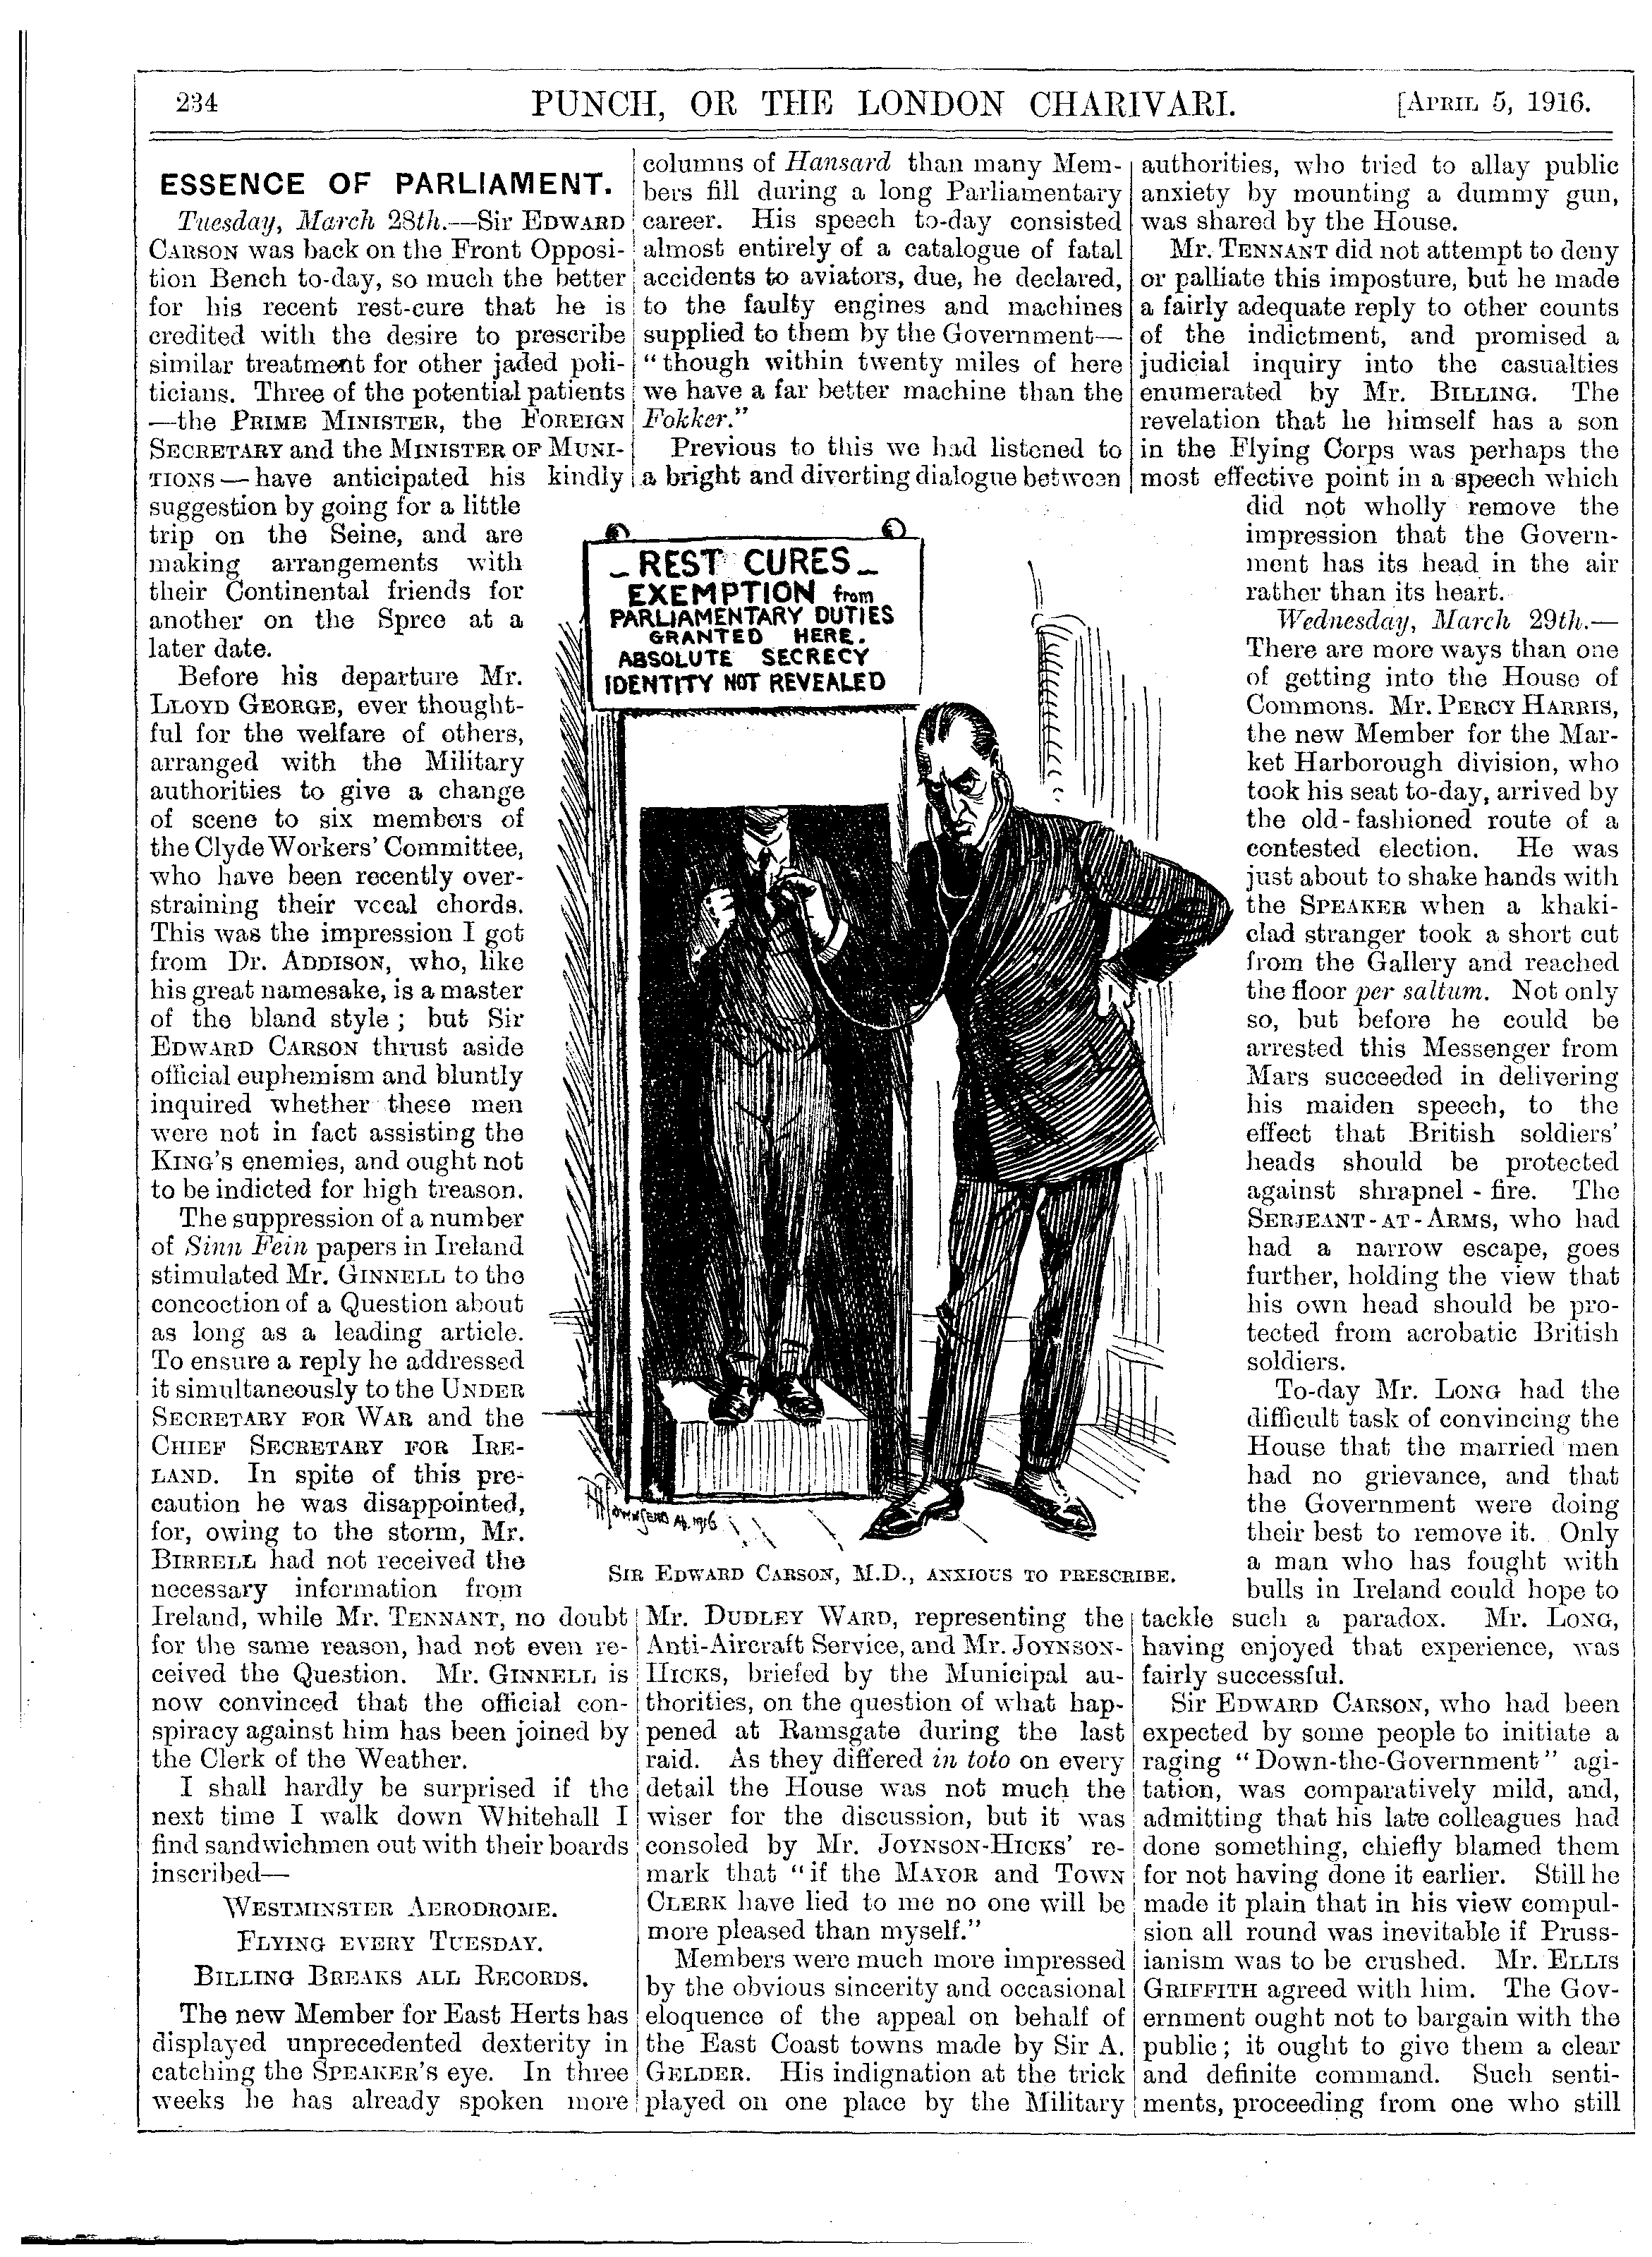 234
PUNCH, OR THE LONDON CHARIVARI.
[APRIL 5, 1916.
ESSENCE OF PARLIAMENT.
Tuesday, March 28th.—Sir EDWARD
CARSON was back on the Front Opposi-
tion Bench to-day, so much the better
for his recent rest-cure that he is
credited with the desire to prescribe
similar treatment for other jaded poli-
ticians. Three of the potential patients
—the PRIME MINISTER, the FOREIGN
SECRETARY and the MINISTER OF MUNI-
TIONS—have anticipated his kindly
suggestion by going for a little
trip on the Seine, and are
making arrangements with
their Continental friends for
another on the Spree at a
later date.
Before his departure Mr.
LLOYD GEORGE, ever thought-
ful for the welfare of others,
arranged with the Military
authorities to give a change
of scene to six members of
the Clyde Workers' Committee,
who have been recently over-
straining their vocal chords.
This was the impression I got
from Dr. ADDISON, who, like
his great namesake, is a master
of the bland style; but Sir
EDWARD CARSON thrust aside
official euphemism and bluntly
inquired whether these men
were not in fact assisting the
KING'S enemies, and ought not
to be indicted for high treason.
The suppression of a number
of Sinn Fein papers in Ireland
stimulated Mr. GINNELL to the
concoction of a Question about
as long as a leading article.
To ensure a reply he addressed
it simultaneously to the UNDER
SECRETARY FOR WAR and the
CHIEF SECRETARY FOR IRE-
LAND. In spite of this pre-
caution he was disappointed,
for, owing to the storm, Mr.
BIRRELL had not received the
necessary information from
Ireland, while Mr. TENNANT, no doubt
for the same reason, had not even re-
ceived the Question. Mr. GINNELL is
now convinced that the official con-
spiracy against him has been joined by
the Clerk of the Weather.
I shall hardly be surprised if the
next time I walk down Whitehall I
find sandwichmen out with their boards
inscribed—
WESTMINSTER AERODROME.
FLYING EVERY TUESDAY.
BILLING BREAKS ALL RECORDS.
The new Member for East Herts has
displayed unprecedented dexterity in
catching the SPEAKER'S eye. In three
weeks he has already spoken more
columns of Hansard than many Mem-
bers fill during a long Parliamentary
career. His speech to-day consisted
almost entirely of a catalogue of fatal
accidents to aviators, due, he declared,
to the faulty engines and machines
supplied to them by the Government—
"though within twenty miles of here
we have a far better machine than the
Fokker."
Previous to this we had listened to
a bright and diverting dialogue between
REST CURES
EXEMPTION from
PARLIAMENTARY DUTIES
GRANTED HERE.
ABSOLUTE SECRECY
IDENTITY NOT REVEALED
TOWNSEND Ap. 1916
SIR EDWARD CARSON, M.D., ANXIOUS TO PRESCRIBE.
Mr. DUDLEY WARD, representing the
Anti-Aircraft Service, and Mr. JOYNSON-
HICKS, briefed by the Municipal au-
thorities, on the question of what hap-
pened at Ramsgate during the last
raid. As they differed in toto on every
detail the House was not much the
wiser for the discussion, but it was
consoled by Mr. JOYNSON-HICKS' re-
mark that "if the MAYOR and TOWN
CLERK have lied to me no one will be
more pleased than myself."
Members were much more impressed
by the obvious sincerity and occasional
eloquence of the appeal on behalf of
the East Coast towns made by Sir A.
GELDER. His indignation at the trick
played on one place by the Military
authorities, who tried to allay public
anxiety by mounting a dummy gun,
was shared by the House.
Mr. TENNANT did not attempt to deny
or palliate this imposture, but he made
a fairly adequate reply to other counts
of the indictment, and promised a
judicial inquiry into the casualties
enumerated by Mr. BILLING. The
revelation that he himself has a son
in the Flying Corps was perhaps the
most effective point in a speech which
did not wholly remove the
impression that the Govern-
ment has its head in the air
rather than its heart.
Wednesday, March 29th.—
There are more ways than one
of getting into the House of
Commons. Mr. PERCY HARRIS,
the new Member for the Mar-
ket Harborough division, who
took his seat to-day, arrived by
the old-fashioned route of a
contested election. He was
just about to shake hands with
the SPEAKER when a khaki-
clad stranger took a short cut
from the Gallery and reached
the floor per saltum. Not only
so, but before he could be
arrested this Messenger from
Mars succeeded in delivering
his maiden speech, to the
effect that British soldiers'
heads should be protected
against shrapnel-fire. The
SERJEANT-AT-ARMS, who had
had a narrow escape, goes
further, holding the view that
his own head should be pro-
tected from acrobatic British
soldiers.
To-day Mr. LONG had the
difficult task of convincing the
House that the married men
had no grievance, and that
the Government were doing
their best to remove it. Only
a man who has fought with
bulls in Ireland could hope to
tackle such a paradox. Mr. LONG,
having enjoyed that experience, was
fairly successful.
Sir EDWARD CARSON, who had been
expected by some people to initiate a
raging "Down-the-Government" agi-
tation, was comparatively mild, and,
admitting that his late colleagues had
done something, chiefly blamed them
for not having done it earlier. Still he
made it plain that in his view compul-
sion all round was inevitable if Pruss-
ianism was to be crushed. Mr. ELLIS
GRIFFITH agreed with him. The Gov-
ernment ought not to bargain with the
public; it ought to give them a clear
and definite command. Such senti-
ments, proceeding from one who still